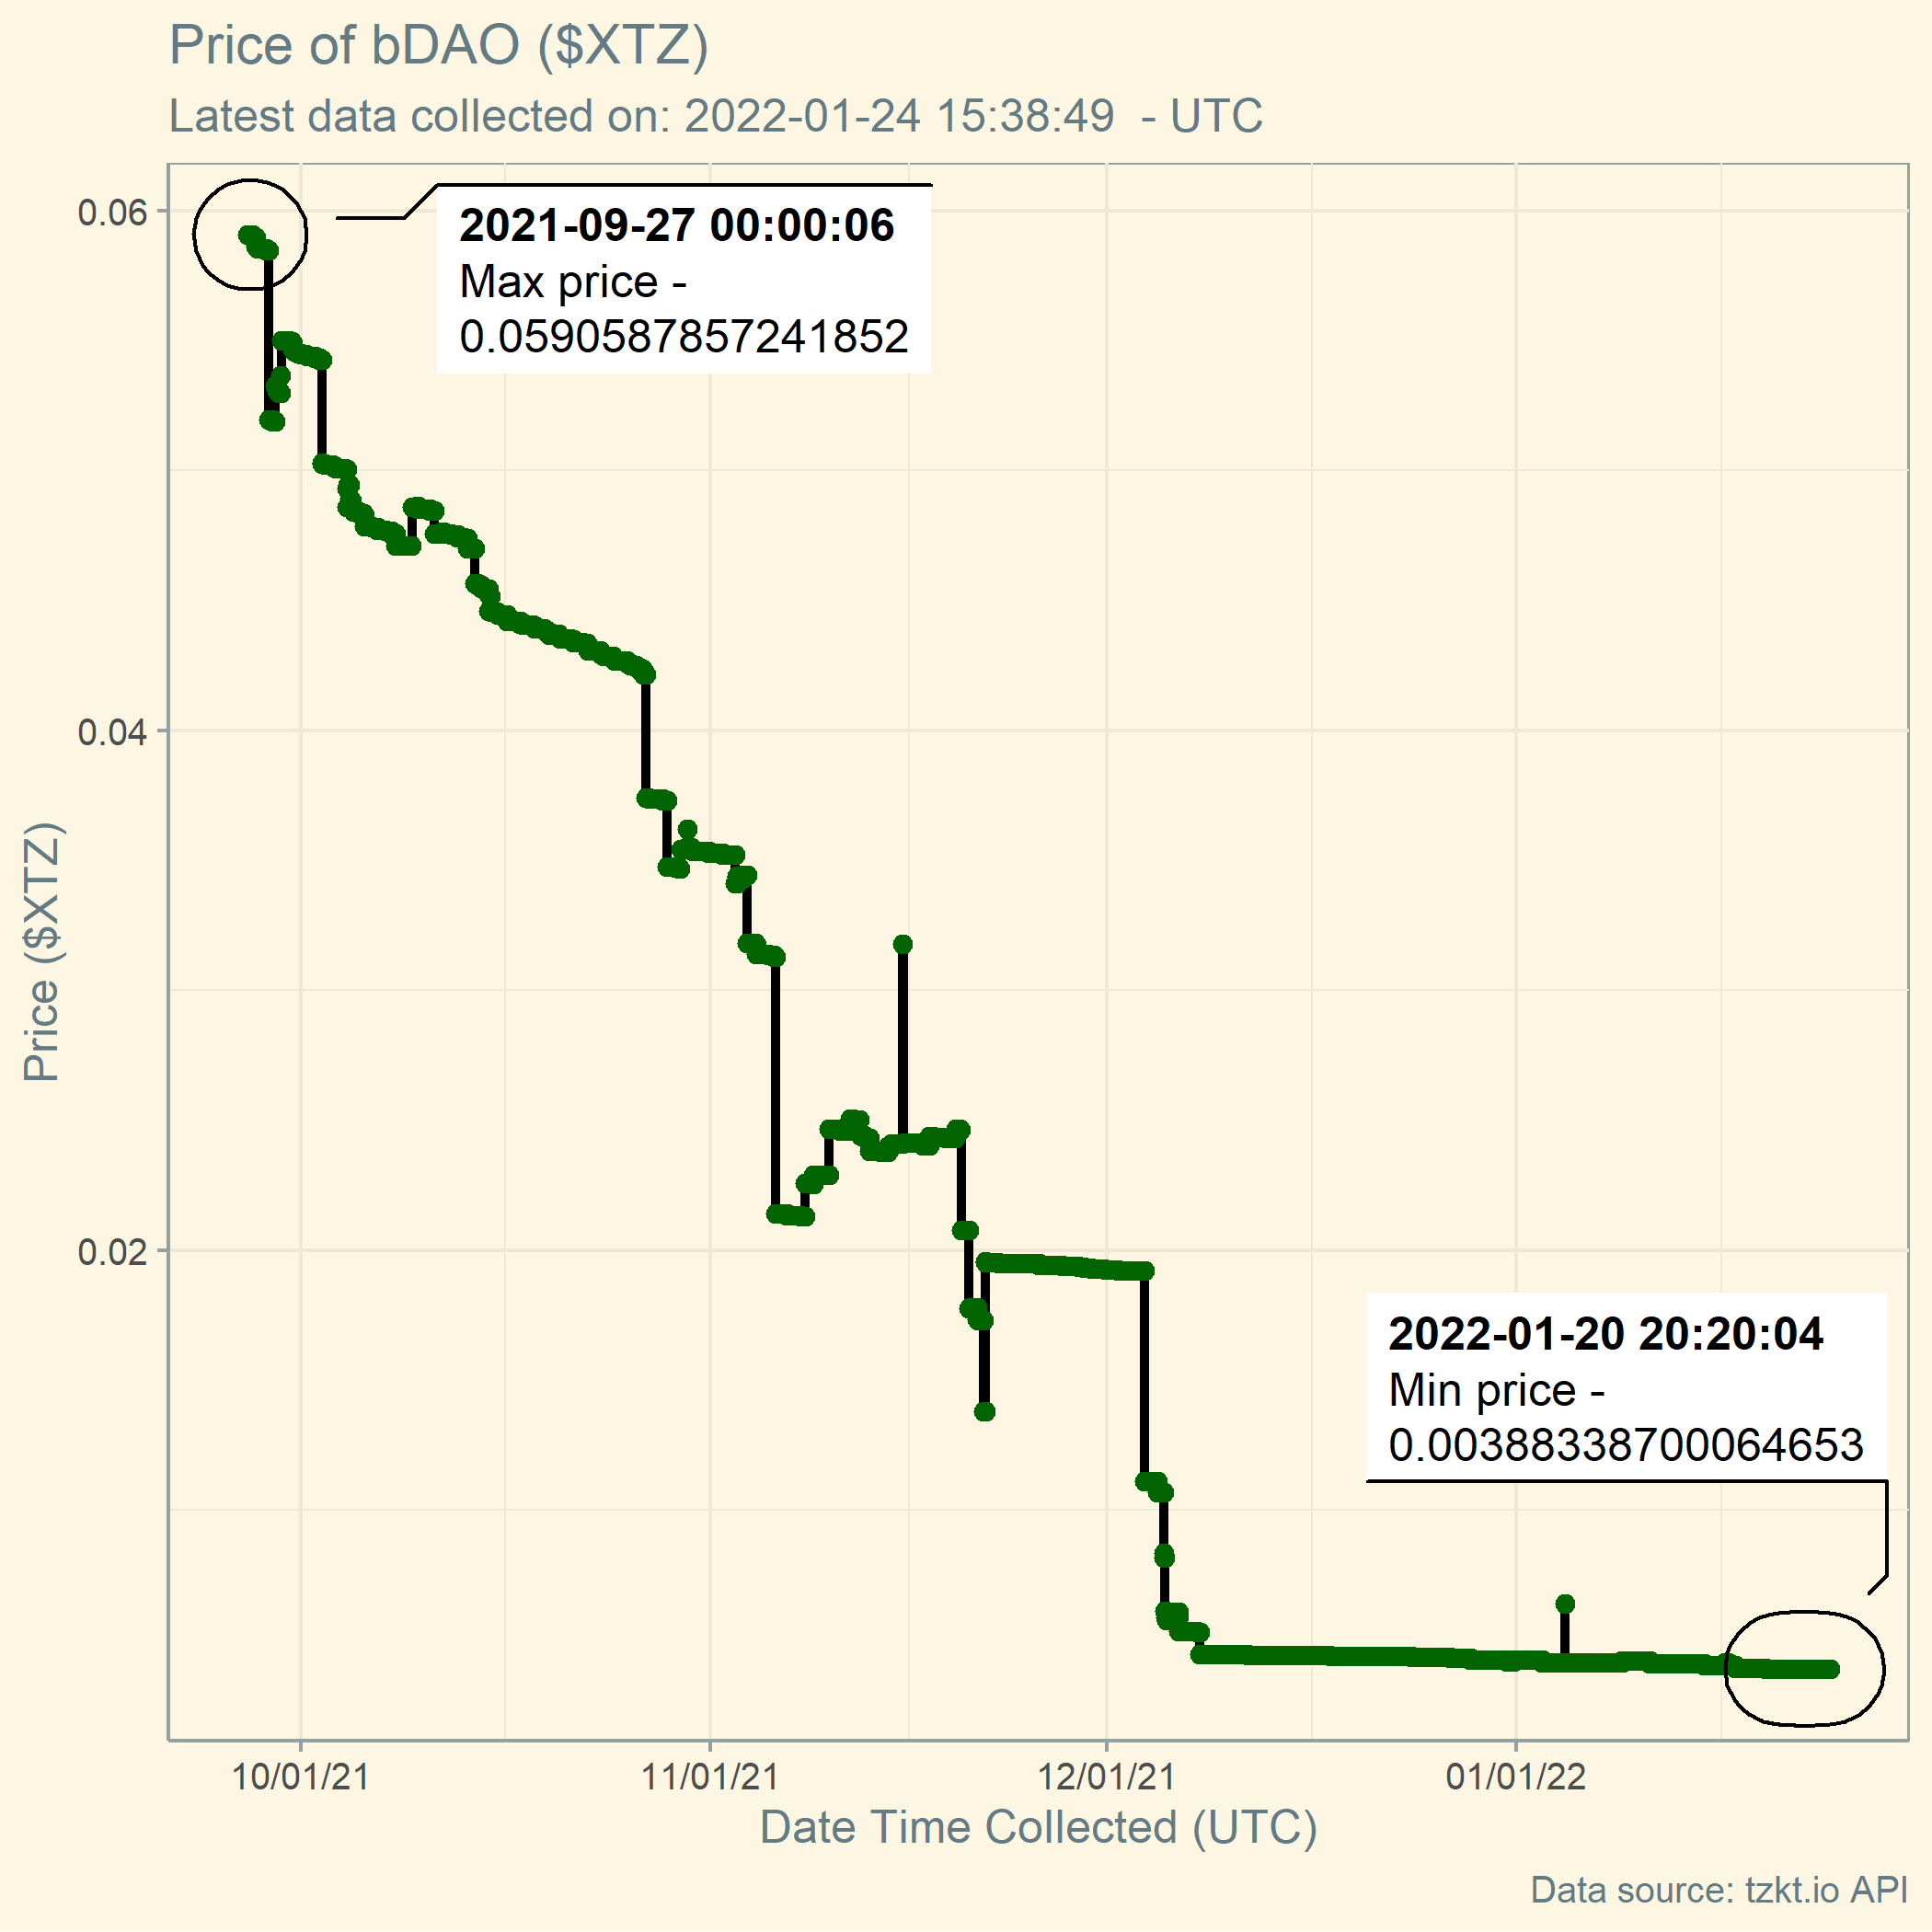 Price of bDAO ($XTZ)
Latest data collected on: 2022-01-24 15:38:49  - UTC
0.06
2021-09-27 00:00:06
Max price -
0.0590587857241852
0.04
Price ($XTZ)
0.02
2022-01-20 20:20:04
Min price -
0.00388338700064653
10/01/21
11/01/21
12/01/21
01/01/22
Date Time Collected (UTC)
Data source: tzkt.io API